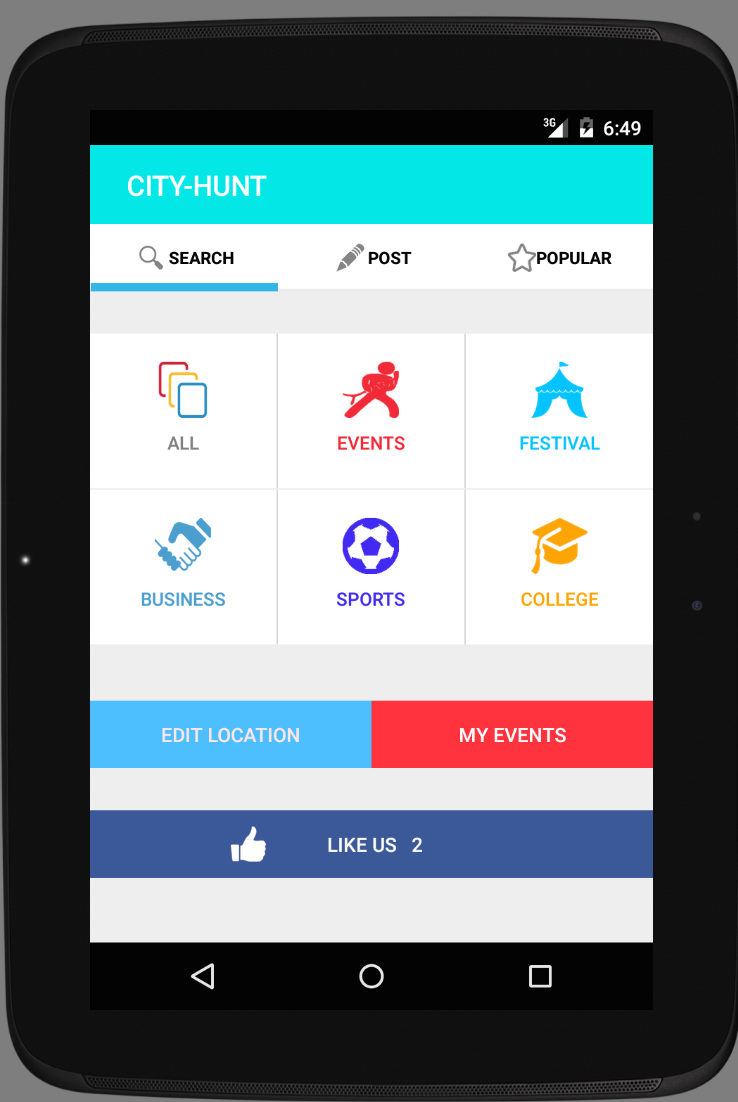 3G 6:49
CITY-HUNT
SEARCH POST POPULAR
ALL EVENTS FESTIVAL
BUSINESS SPORTS COLLEGE
EDIT LOCATION MY EVENTS
LIKE US 2